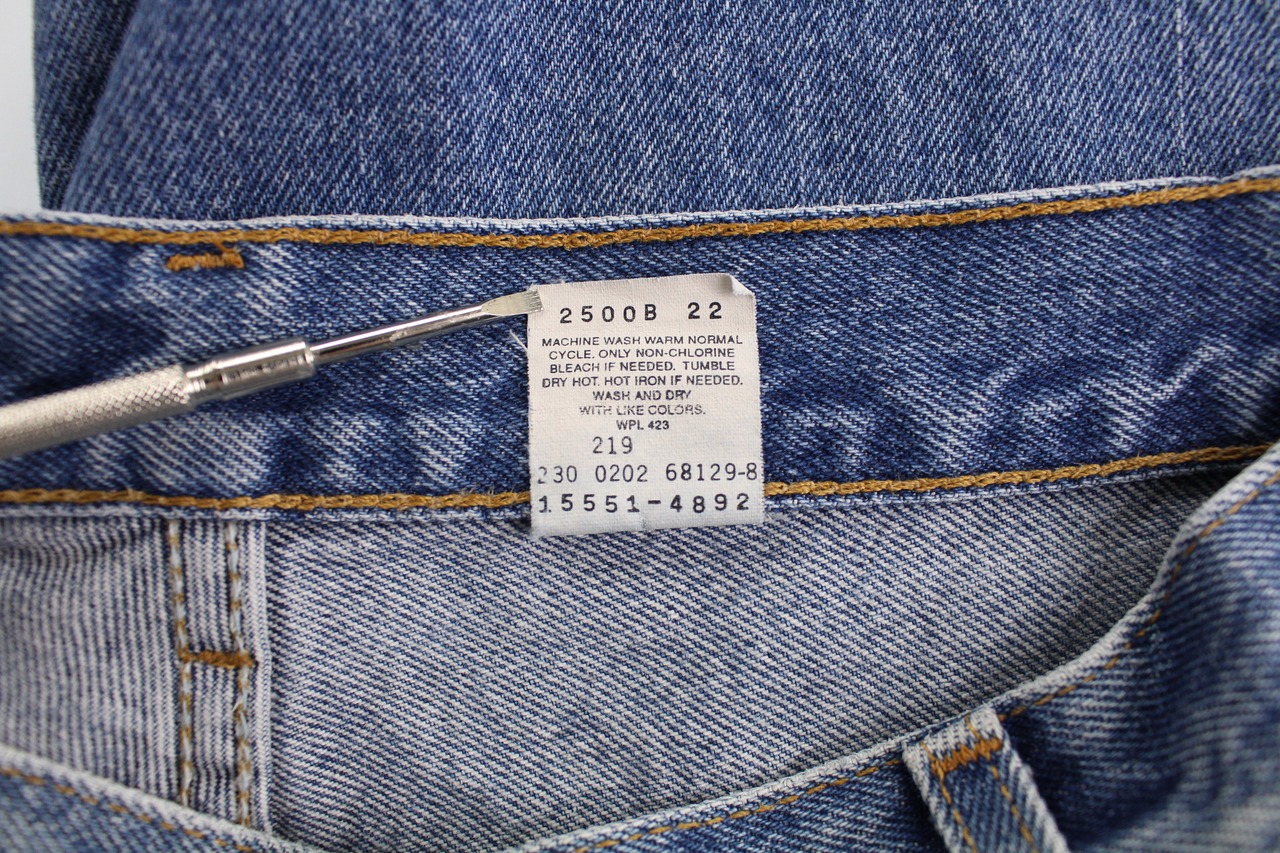 2500B 22
MACHINE WASH WARM NORMAL
CYCLE. ONLY NON-CHLORINE
BLEACH IF NEEDED. TUMBLE
DRY HOT. HOT IRON IF NEEDED.
WASH AND DRY
WITH LIKE COLORS.
WPL 423
219
230 0202 68129-8
15551-4892